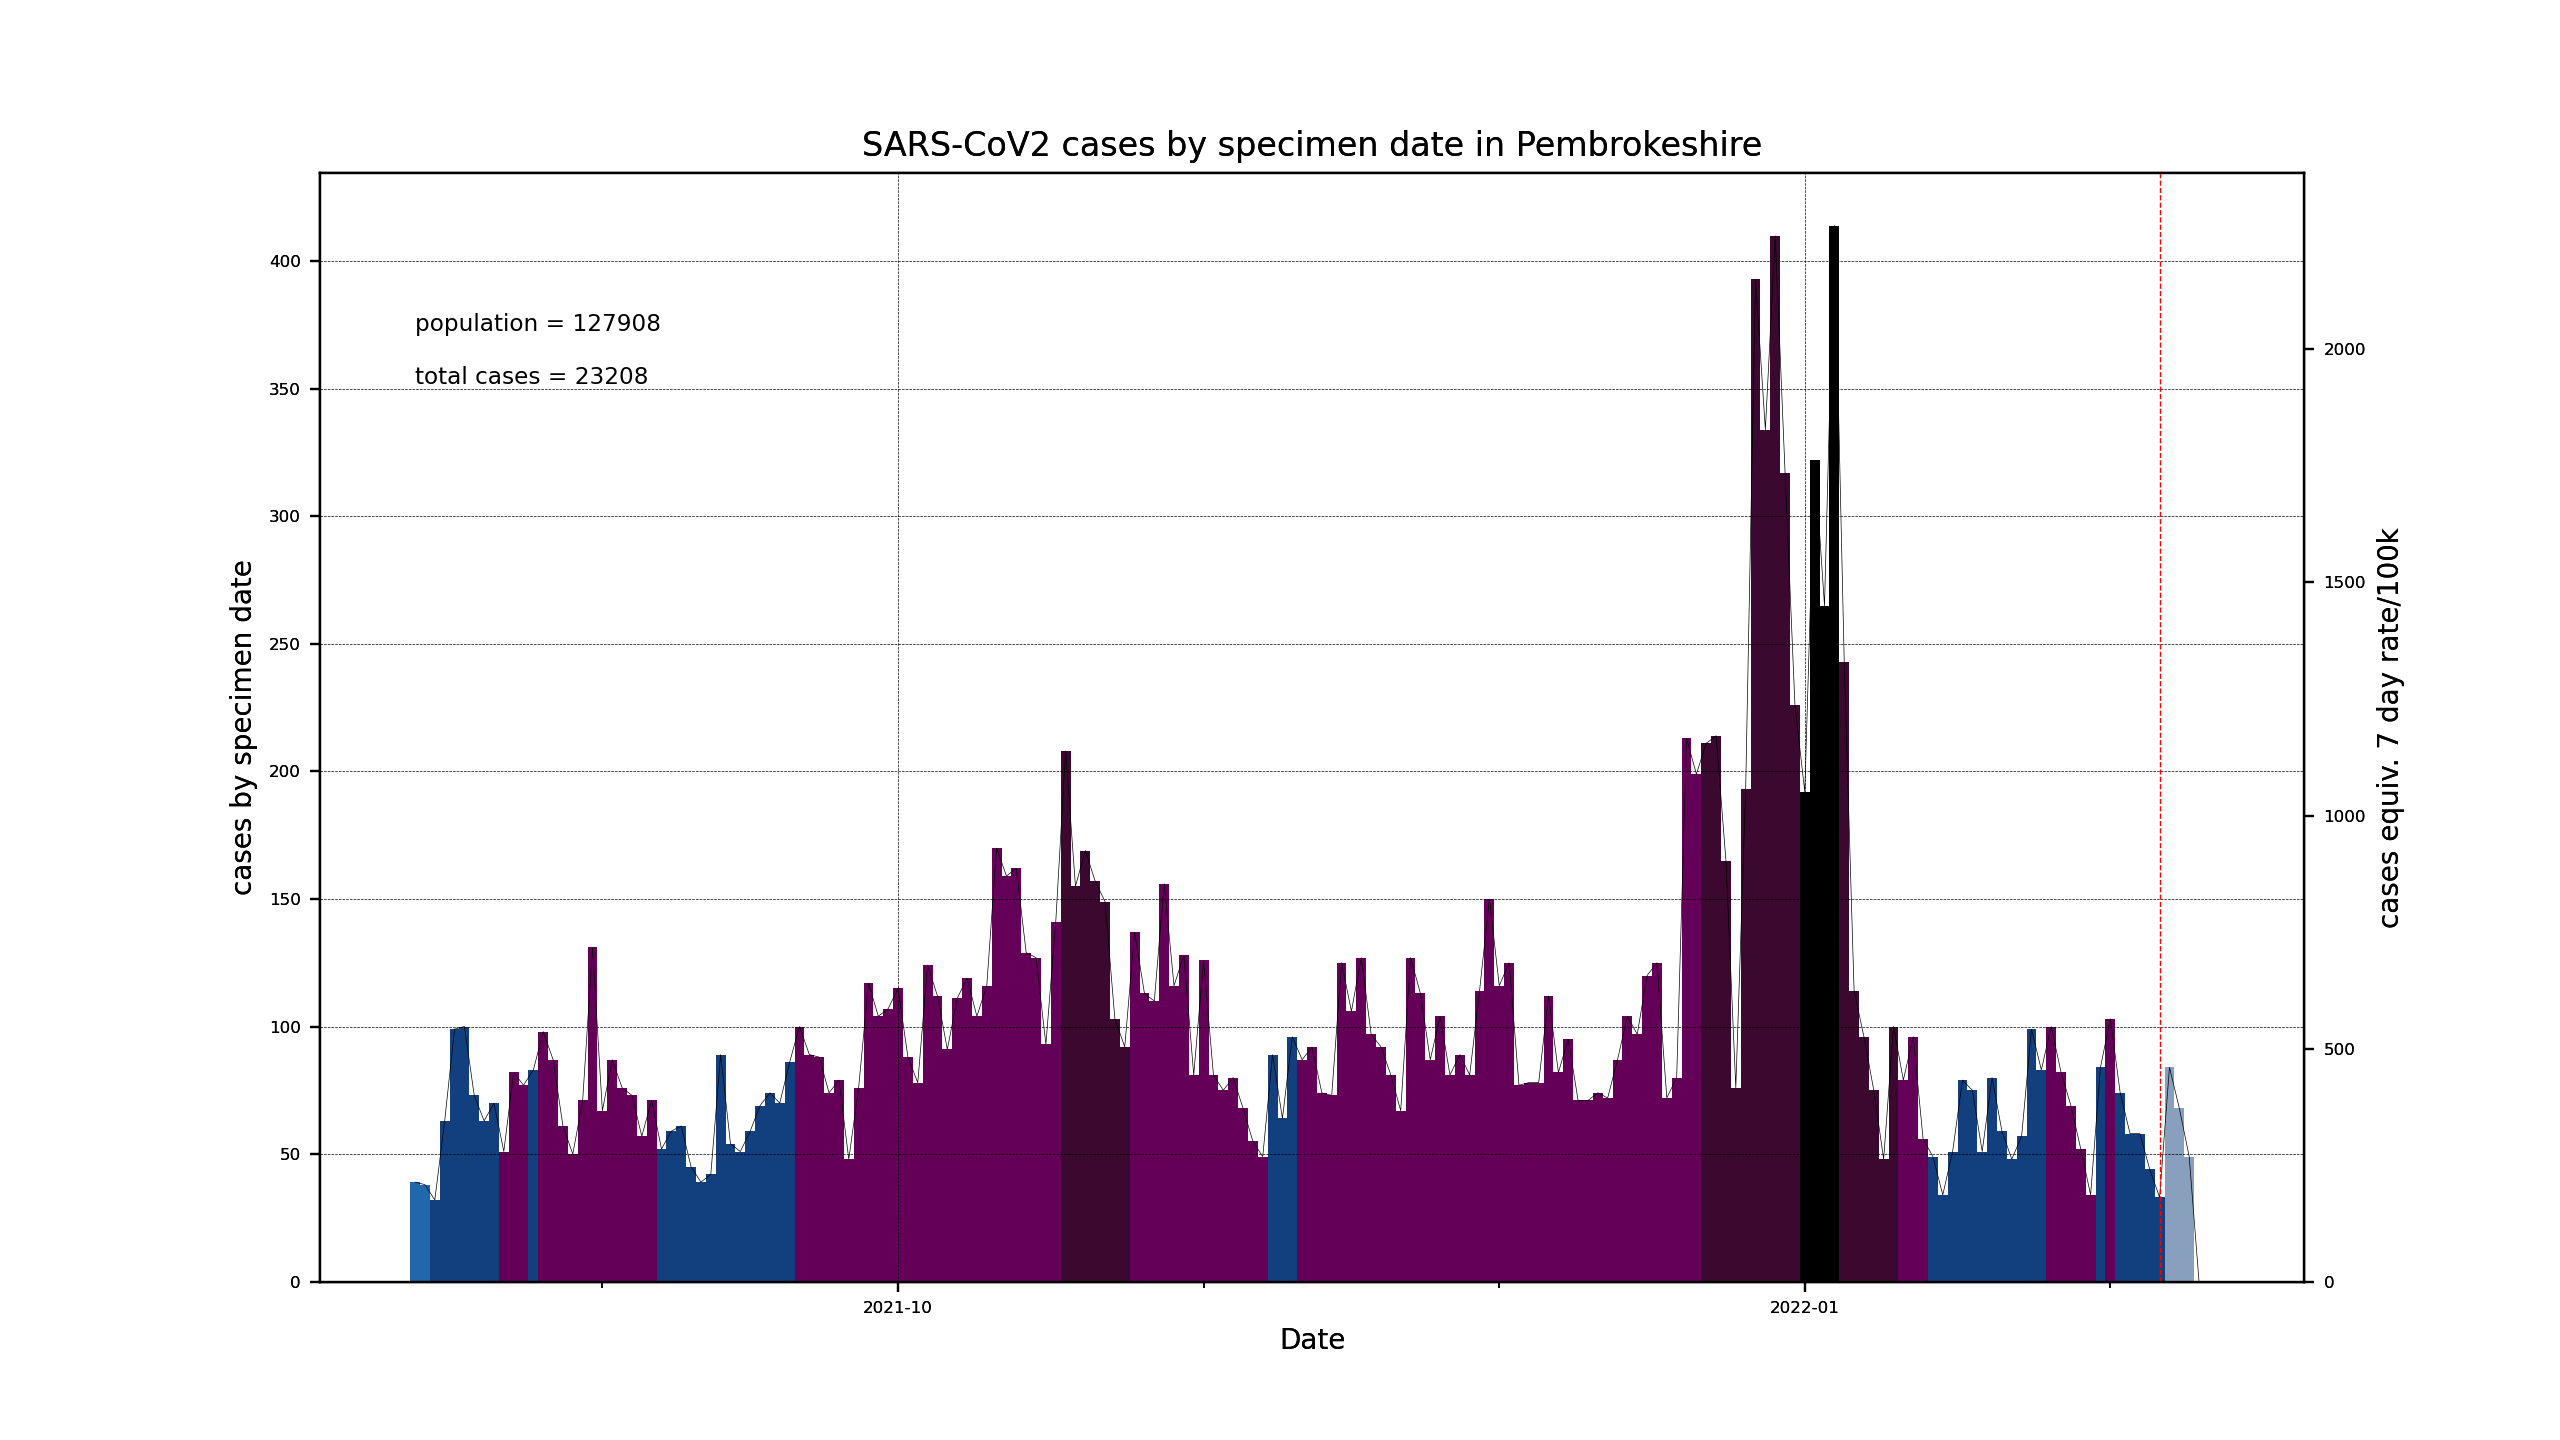 SARS-CoV2 cases by specimen date in Pembrokeshire
population = 127908
total cases = 23208
cases by specimen date
400
350
300
250
200
150
100
50
0
2000
1500
1000
500
0
cases equiv. 7 day rate/100k
2021-10
2022-01
Date